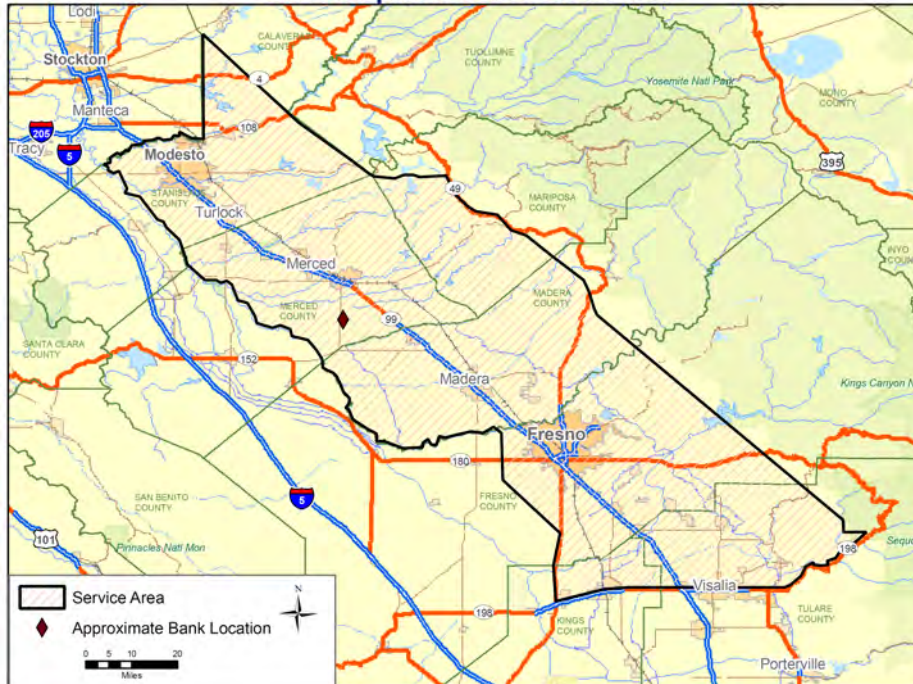 Lodi
CALAVERAS
COUNTY
TUOLUMNE
COUNTY
Stockton
4
Yosemite Natl Park
MONO
COUNTY
Manteca
108
205
5
Tracy
Modesto
395
STANISLAUS
COUNTY
49
MARIPOSA
COUNTY
Turlock
INYO
COUN
Merced
MADERA
COUNTY
MERCED
COUNTY
99
SANTA CLARA
COUNTY
152
Madera
Kings Canyon N
Fresno
180
SAN BENITO
COUNTY
5
FRESNO
COUNTY
101
Pinnacles Natl Mon
198
Sequ
Visalia
Service Area
N
Approximate Bank Location
198
KINGS
COUNTY
TULARE
COUNTY
0 5 10 20
Miles
Porterville